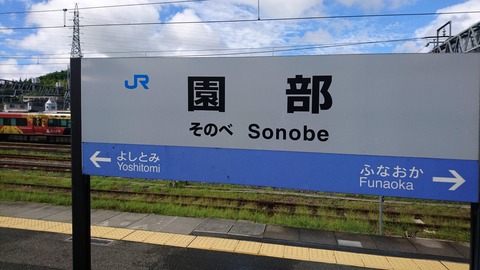 JR
園部
そのべ Sonobe
← よしとみ
Yoshitomi
ふなおか →
Funaoka